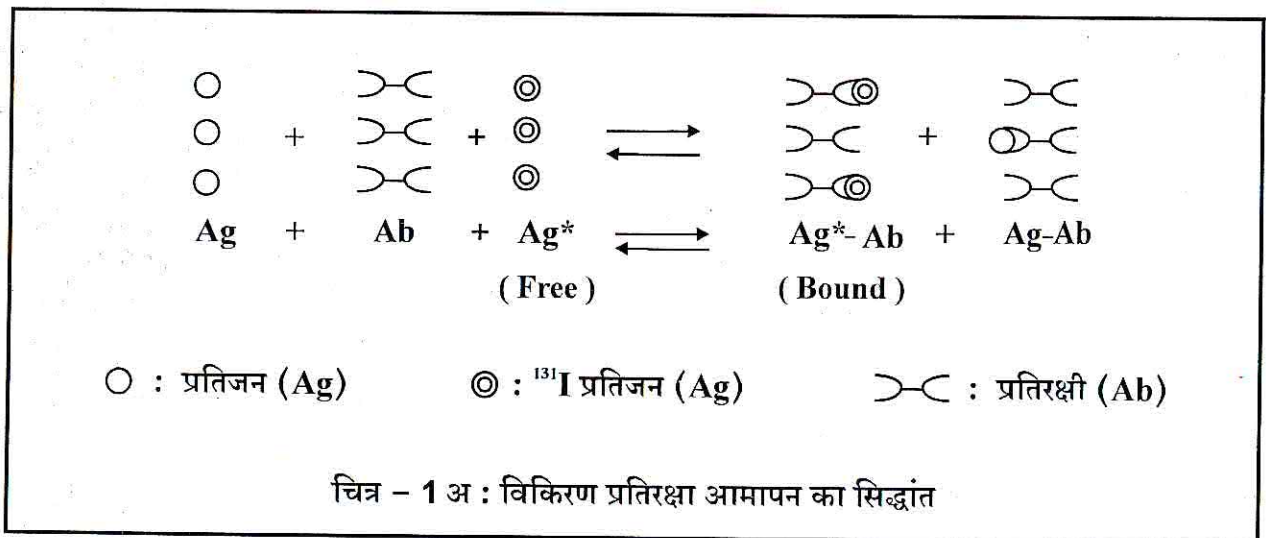 + + +
Ag + Ab + Ag* Ag*- Ab + Ag-Ab
( Free ) ( Bound )
: प्रतिजन (Ag) : ¹³¹I प्रतिजन (Ag) : प्रतिरक्षी (Ab)
चित्र – 1 अ : विकिरण प्रतिरक्षा आमापन का सिद्धांत